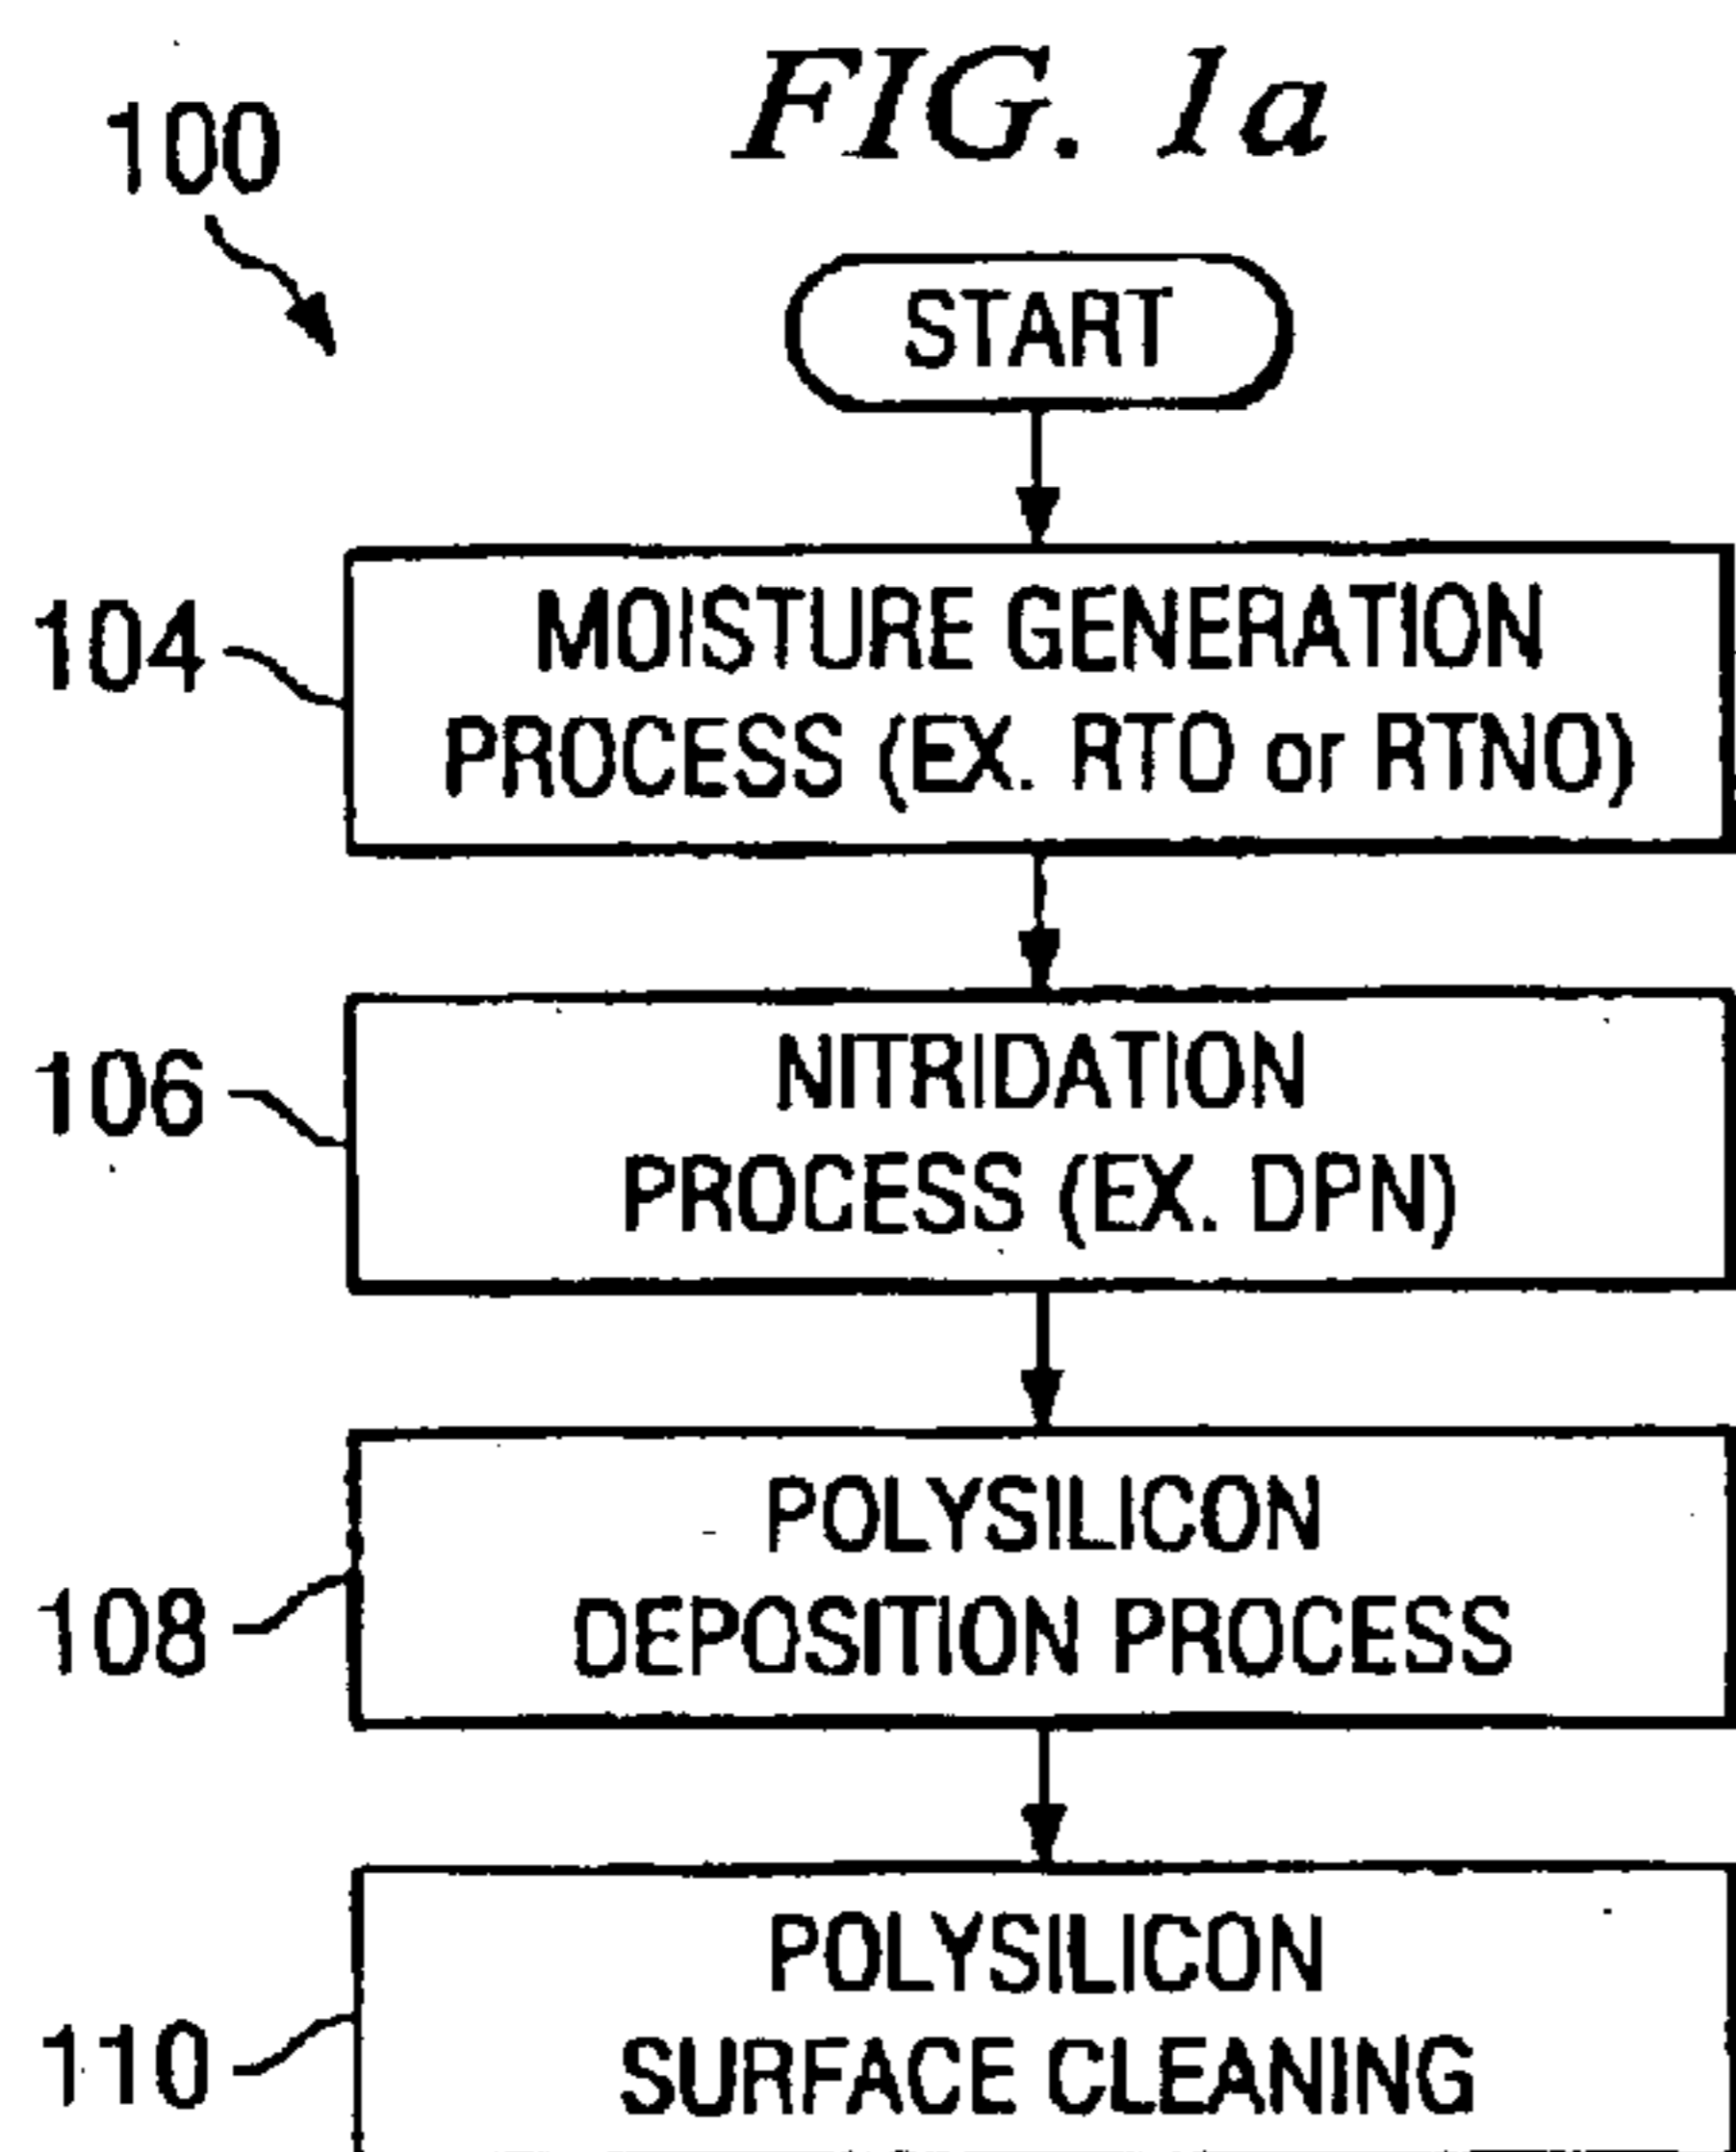 FIG. 1a
100
START
104
MOISTURE GENERATION
PROCESS (EX. RTO or RTNO)
106
NITRIDATION
PROCESS (EX. DPN)
108
POLYSILICON
DEPOSITION PROCESS
110
POLYSILICON
SURFACE CLEANING